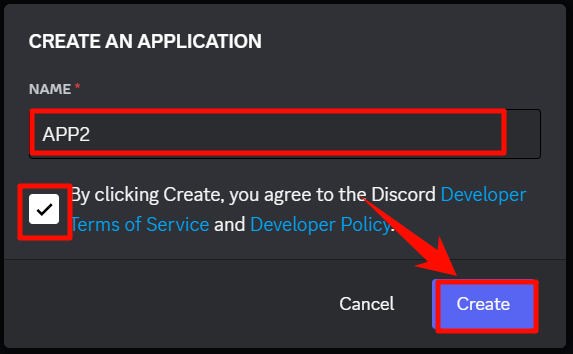 CREATE AN APPLICATION
NAME *
APP2
By clicking Create, you agree to the Discord Developer
Terms of Service and Developer Policy.
Cancel
Create